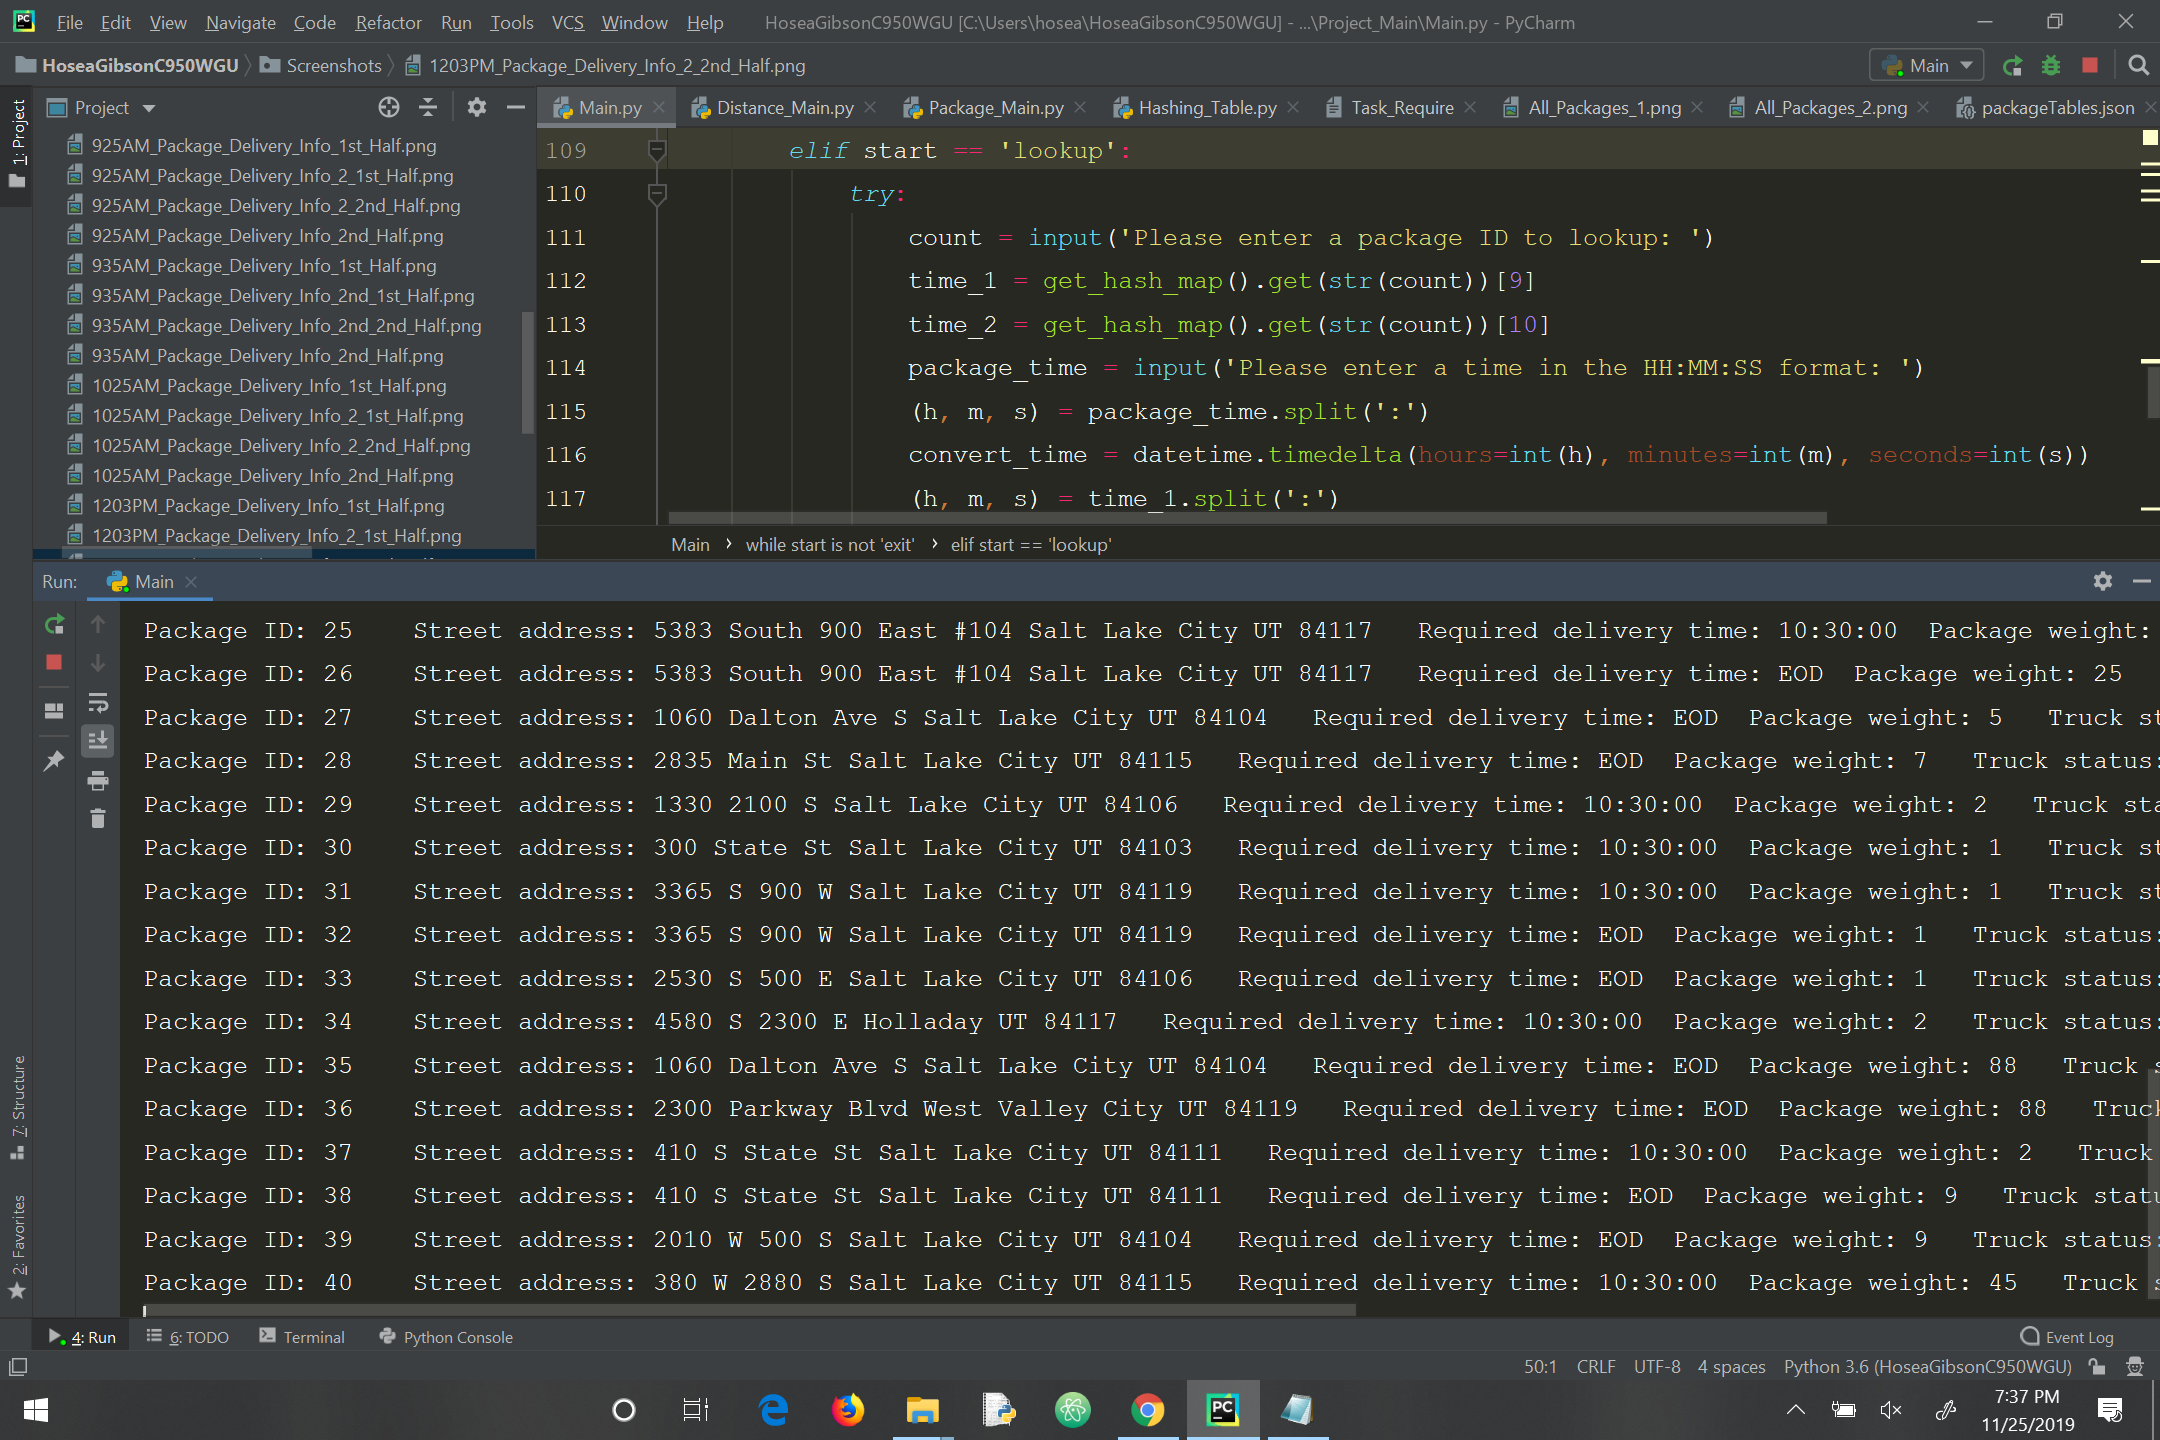 File Edit View Navigate Code Refactor Run Tools VCS Window Help HoseaGibsonC950WGU [C:\Users\hosea\HoseaGibsonC950WGU] - ...\Project_Main\Main.py - PyCharm
HoseaGibsonC950WGU Screenshots 1203PM_Package_Delivery_Info_2_2nd_Half.png Main
1: Project
Project
Main.py Distance_Main.py Package_Main.py Hashing_Table.py Task_Require All_Packages_1.png All_Packages_2.png packageTables.json
925AM_Package_Delivery_Info_1st_Half.png
925AM_Package_Delivery_Info_2_1st_Half.png
925AM_Package_Delivery_Info_2_2nd_Half.png
925AM_Package_Delivery_Info_2nd_Half.png
935AM_Package_Delivery_Info_1st_Half.png
935AM_Package_Delivery_Info_2nd_1st_Half.png
935AM_Package_Delivery_Info_2nd_2nd_Half.png
935AM_Package_Delivery_Info_2nd_Half.png
1025AM_Package_Delivery_Info_1st_Half.png
1025AM_Package_Delivery_Info_2_1st_Half.png
1025AM_Package_Delivery_Info_2_2nd_Half.png
1025AM_Package_Delivery_Info_2nd_Half.png
1203PM_Package_Delivery_Info_1st_Half.png
1203PM_Package_Delivery_Info_2_1st_Half.png
109 elif start == 'lookup':
110 try:
111 count = input('Please enter a package ID to lookup: ')
112 time_1 = get_hash_map().get(str(count))[9]
113 time_2 = get_hash_map().get(str(count))[10]
114 package_time = input('Please enter a time in the HH:MM:SS format: ')
115 (h, m, s) = package_time.split(':')
116 convert_time = datetime.timedelta(hours=int(h), minutes=int(m), seconds=int(s))
117 (h, m, s) = time_1.split(':')
Main › while start is not 'exit' › elif start == 'lookup'
Run: Main
Package ID: 25 Street address: 5383 South 900 East #104 Salt Lake City UT 84117 Required delivery time: 10:30:00 Package weight:
Package ID: 26 Street address: 5383 South 900 East #104 Salt Lake City UT 84117 Required delivery time: EOD Package weight: 25
Package ID: 27 Street address: 1060 Dalton Ave S Salt Lake City UT 84104 Required delivery time: EOD Package weight: 5 Truck st
Package ID: 28 Street address: 2835 Main St Salt Lake City UT 84115 Required delivery time: EOD Package weight: 7 Truck status:
Package ID: 29 Street address: 1330 2100 S Salt Lake City UT 84106 Required delivery time: 10:30:00 Package weight: 2 Truck sta
Package ID: 30 Street address: 300 State St Salt Lake City UT 84103 Required delivery time: 10:30:00 Package weight: 1 Truck st
Package ID: 31 Street address: 3365 S 900 W Salt Lake City UT 84119 Required delivery time: 10:30:00 Package weight: 1 Truck st
Package ID: 32 Street address: 3365 S 900 W Salt Lake City UT 84119 Required delivery time: EOD Package weight: 1 Truck status:
Package ID: 33 Street address: 2530 S 500 E Salt Lake City UT 84106 Required delivery time: EOD Package weight: 1 Truck status:
Package ID: 34 Street address: 4580 S 2300 E Holladay UT 84117 Required delivery time: 10:30:00 Package weight: 2 Truck status:
Package ID: 35 Street address: 1060 Dalton Ave S Salt Lake City UT 84104 Required delivery time: EOD Package weight: 88 Truck s
Package ID: 36 Street address: 2300 Parkway Blvd West Valley City UT 84119 Required delivery time: EOD Package weight: 88 Truck
Package ID: 37 Street address: 410 S State St Salt Lake City UT 84111 Required delivery time: 10:30:00 Package weight: 2 Truck
Package ID: 38 Street address: 410 S State St Salt Lake City UT 84111 Required delivery time: EOD Package weight: 9 Truck statu
Package ID: 39 Street address: 2010 W 500 S Salt Lake City UT 84104 Required delivery time: EOD Package weight: 9 Truck status:
Package ID: 40 Street address: 380 W 2880 S Salt Lake City UT 84115 Required delivery time: 10:30:00 Package weight: 45 Truck s
7: Structure
2: Favorites
4: Run 6: TODO Terminal Python Console Event Log
50:1 CRLF UTF-8 4 spaces Python 3.6 (HoseaGibsonC950WGU)
PC
7:37 PM
11/25/2019